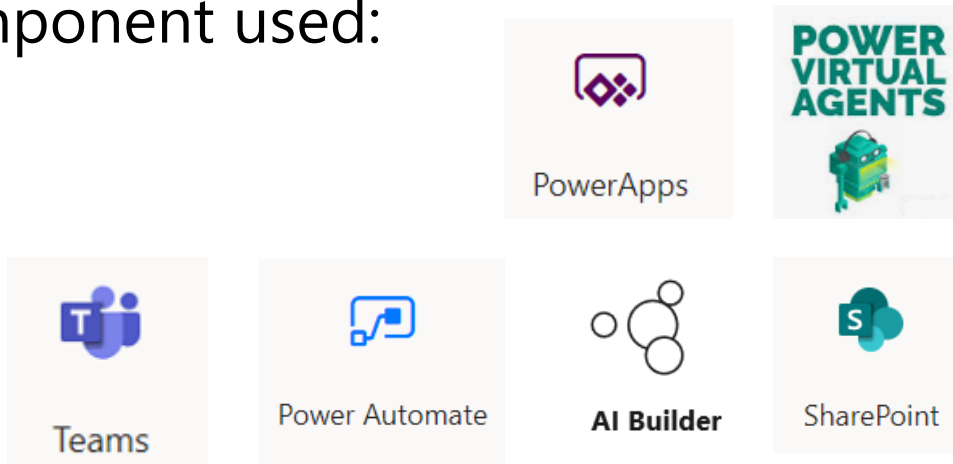 mponent used:
POWER
VIRTUAL
AGENTS
PowerApps
T
S
Teams
Power Automate
AI Builder
SharePoint